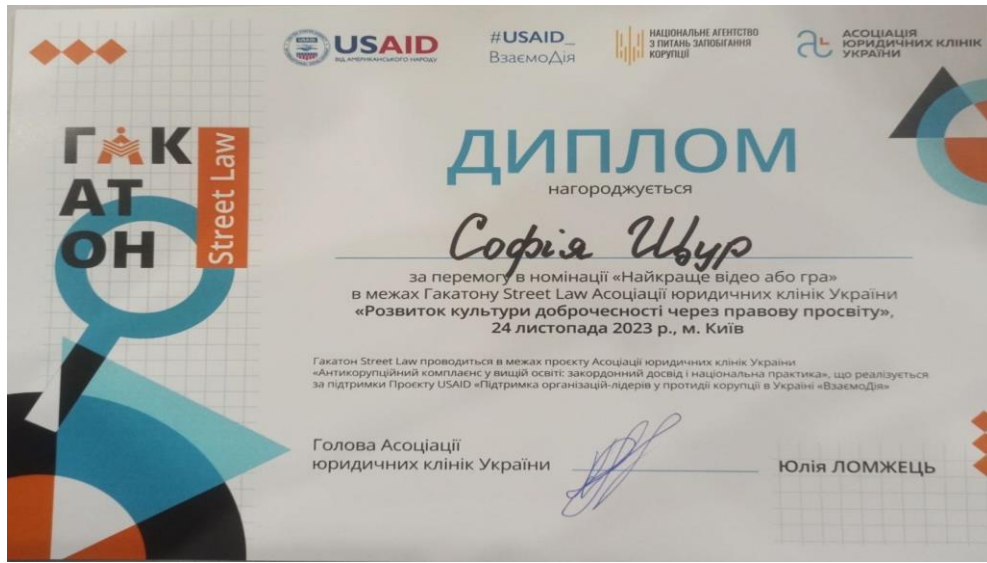 USAID
ВІД АМЕРИКАНСЬКОГО НАРОДУ
#USAID_
ВзаємоДія
НАЦІОНАЛЬНЕ АГЕНТСТВО
З ПИТАНЬ ЗАПОБІГАННЯ
КОРУПЦІЇ
АСОЦІАЦІЯ
ЮРИДИЧНИХ КЛІНІК
УКРАЇНИ
ГАК
АТ
ОН
Street Law
ДИПЛОМ
нагороджується
Софія Щур
за перемогу в номінації «Найкраще відео або гра»
в межах Гакатону Street Law Асоціації юридичних клінік України
«Розвиток культури доброчесності через правову просвіту»,
24 листопада 2023 р., м. Київ
Гакатон Street Law проводиться в межах проєкту Асоціації юридичних клінік України
«Антикорупційний комплаєнс у вищій освіті: закордонний досвід і національна практика», що реалізується
за підтримки Проєкту USAID «Підтримка організацій-лідерів у протидії корупції в Україні «ВзаємоДія»
Голова Асоціації
юридичних клінік України
Юлія ЛОМЖЕЦЬ